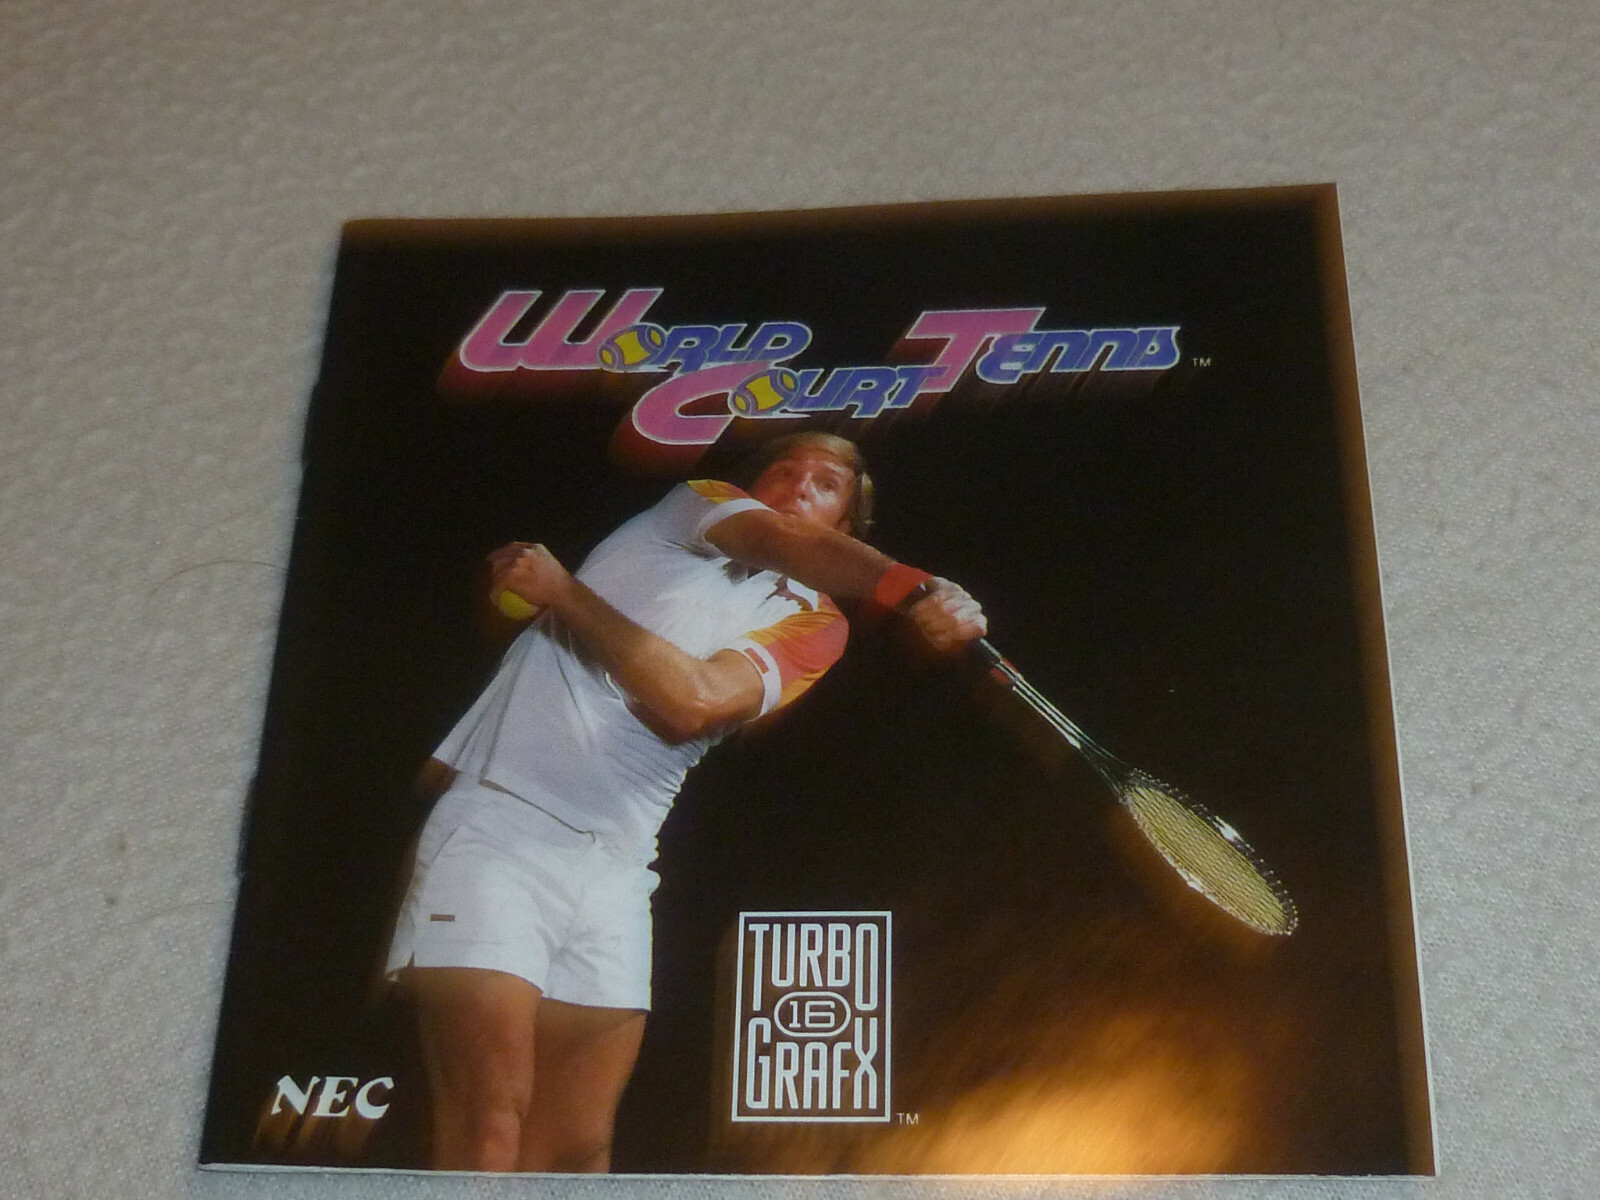 World
Court Tennis TM
TURBO
16
GRAFX TM
NEC